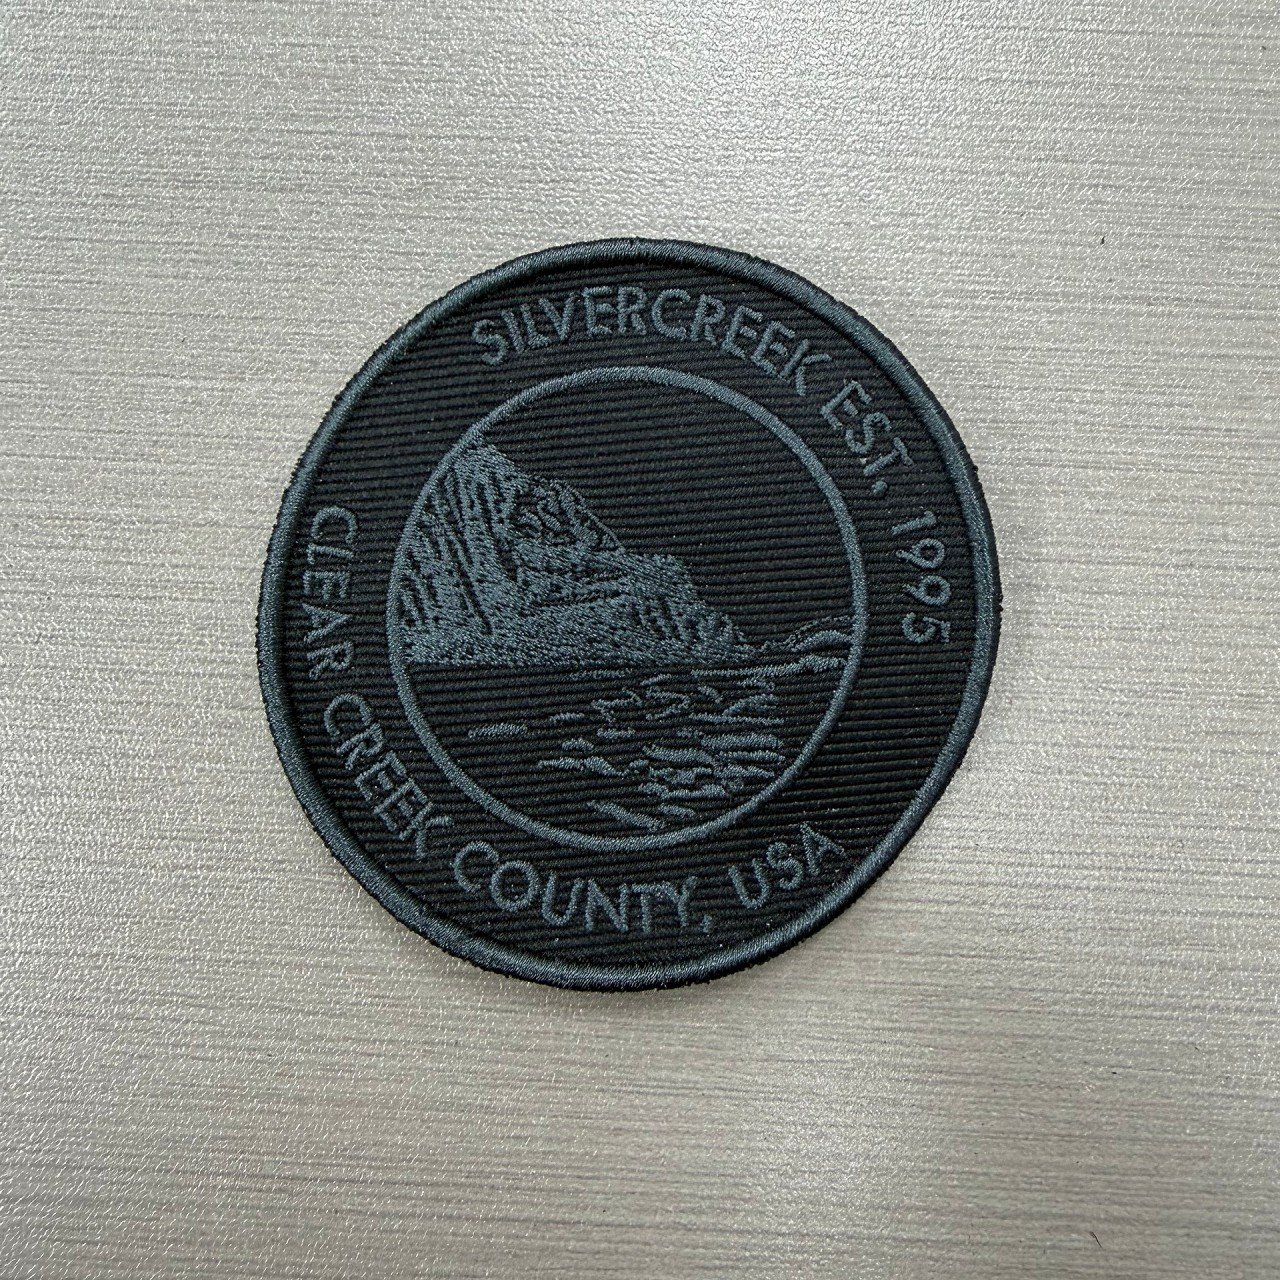 SILVERCREEK EST. 1995
CLEAR CREEK COUNTY, USA